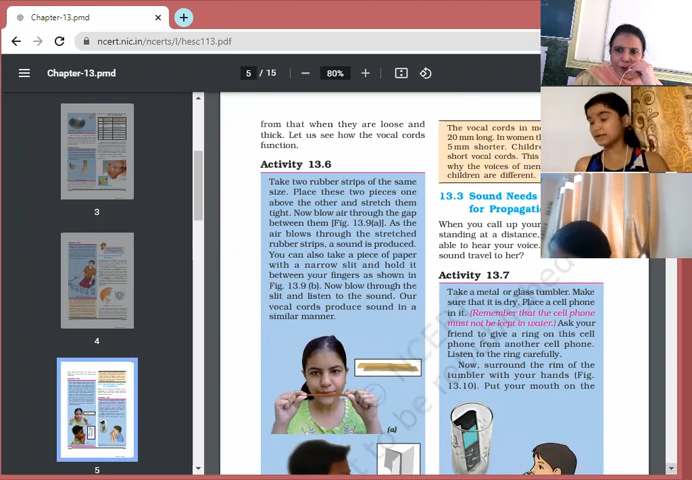 Chapter-13.pmd
ncert.nic.in/ncerts/l/hesc113.pdf
Chapter-13.pmd
5 / 15
80%
3
4
5
from that when they are loose and
thick. Let us see how the vocal cords
function.
Activity 13.6
Take two rubber strips of the same
size. Place these two pieces one
above the other and stretch them
tight. Now blow air through the gap
between them [Fig. 13.9(a)]. As the
air blows through the stretched
rubber strips, a sound is produced.
You can also take a piece of paper
with a narrow slit and hold it
between your fingers as shown in
Fig. 13.9 (b). Now blow through the
slit and listen to the sound. Our
vocal cords produce sound in a
similar manner.
(a)
The vocal cords in
20 mm long. In women
5mm shorter.
short vocal cords. This
why the voices of men
children are different.
13.3 Sound Needs
for
When you call up your
standing at a distance,
able to hear your voice.
sound travel to her?
Activity 13.7
Take a metal or glass tumbler. Make
sure that it is dry. Place a cell phone
in it. (Remember that the cell phone
must not be kept in water.) Ask your
friend to give a ring on this cell
phone from another cell phone.
Listen to the ring carefully.
Now, surround the rim of the
tumbler with your hands (Fig.
13.10). Put your mouth on the